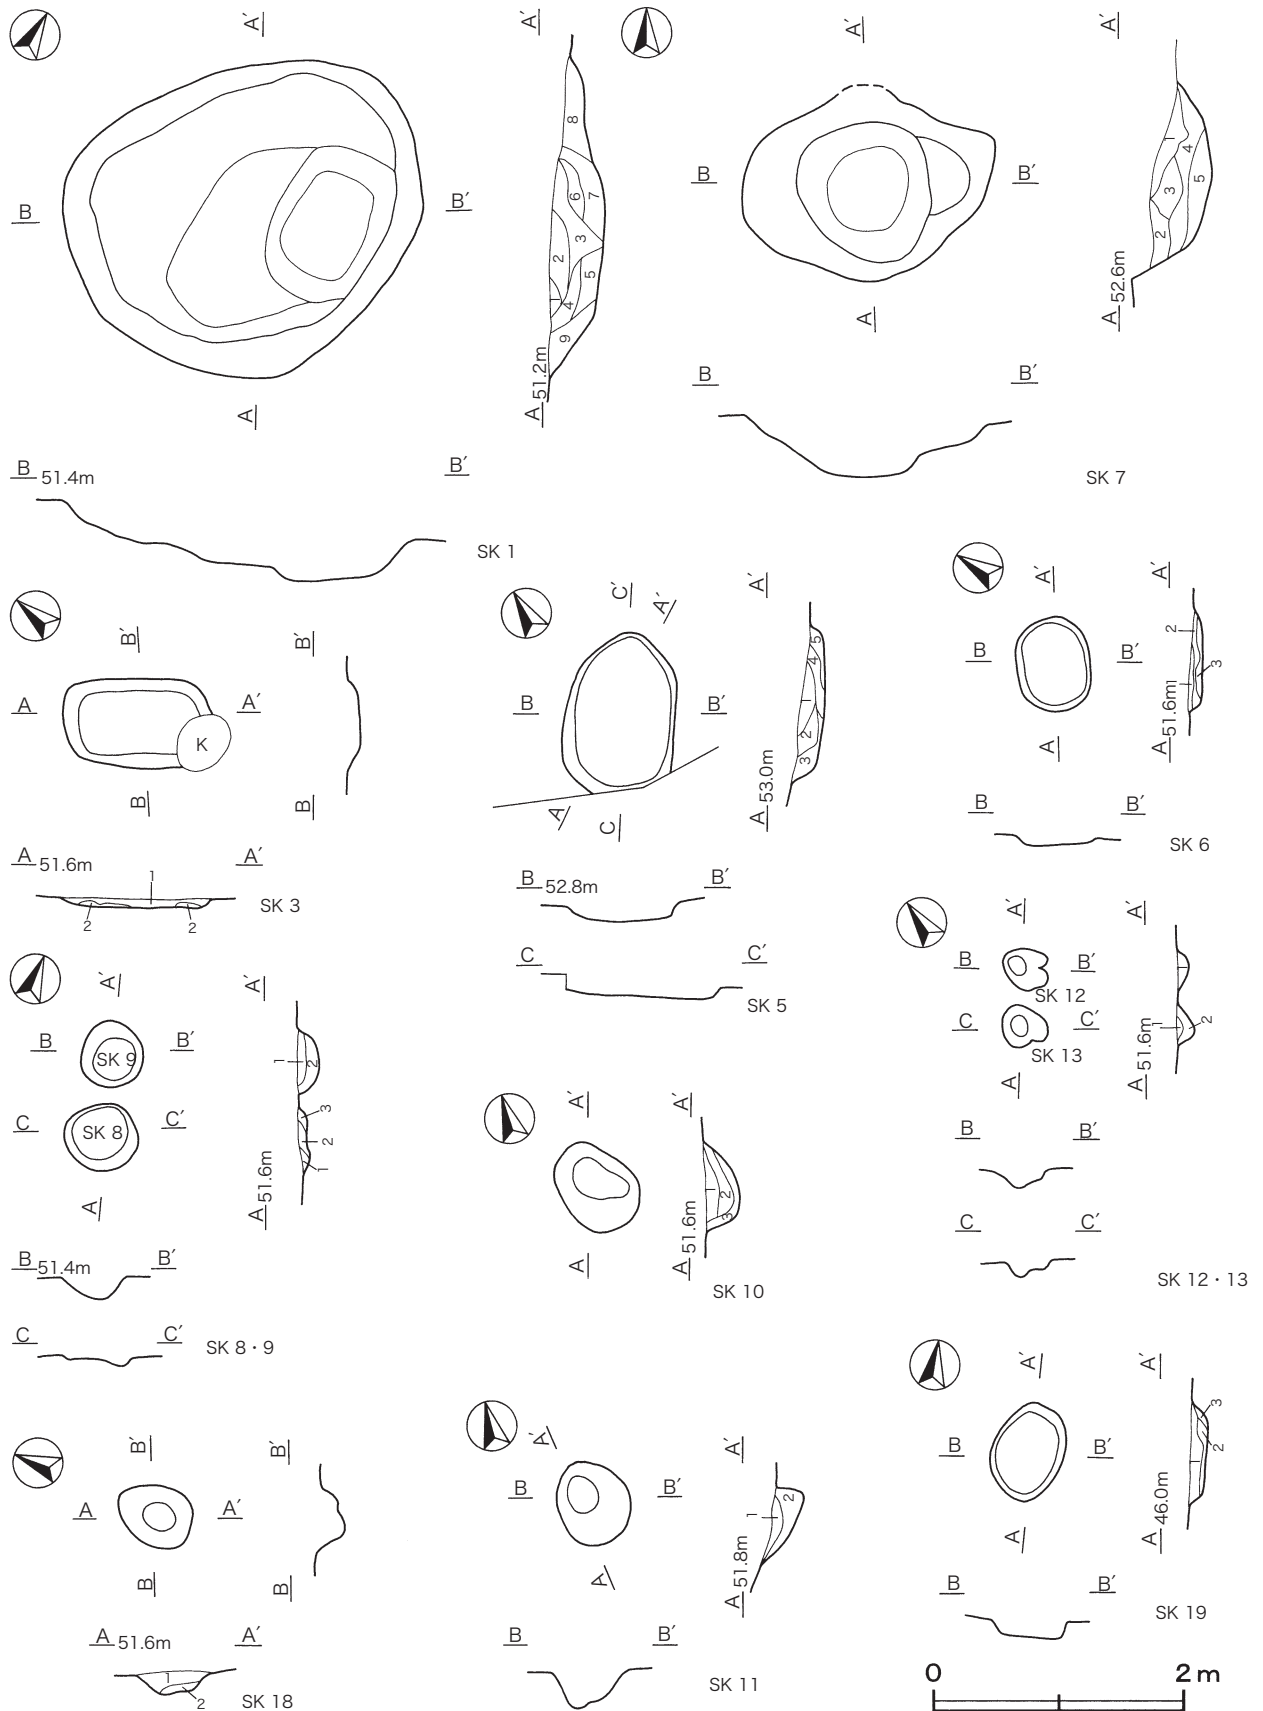 A′
B
B′
A
A′
8
6
7
3
2
5
1
4
9
A 51.2m
B 51.4m
B′
SK 1
A′
B
B′
A
A′
1
4
3
5
2
A 52.6m
B
B′
SK 7
B′
A
A′
K
B
B′
B
A 51.6m
A′
1
2
2
SK 3
C′
A′
B
B′
A
C
A′
5
4
1
2
3
A 53.0m
B 52.8m
B′
C
C′
SK 5
A′
B
B′
A
A′
2
3
1
A 51.6m
B
B′
SK 6
A′
B
B′
SK 9
C
C′
SK 8
A
A′
1
2
3
2
1
A 51.6m
B 51.4m
B′
C
C′
SK 8・9
A′
A
A′
1
2
3
A 51.6m
SK 10
A′
B
B′
SK 12
C
C′
SK 13
A
A′
1
1
2
A 51.6m
B
B′
C
C′
SK 12・13
B′
A
A′
B
B′
B
A 51.6m
A′
1
2
SK 18
A′
B
B′
A
A′
2
1
A 51.8m
B
B′
SK 11
A′
B
B′
A
A′
3
2
1
A 46.0m
B
B′
SK 19
0
2 m